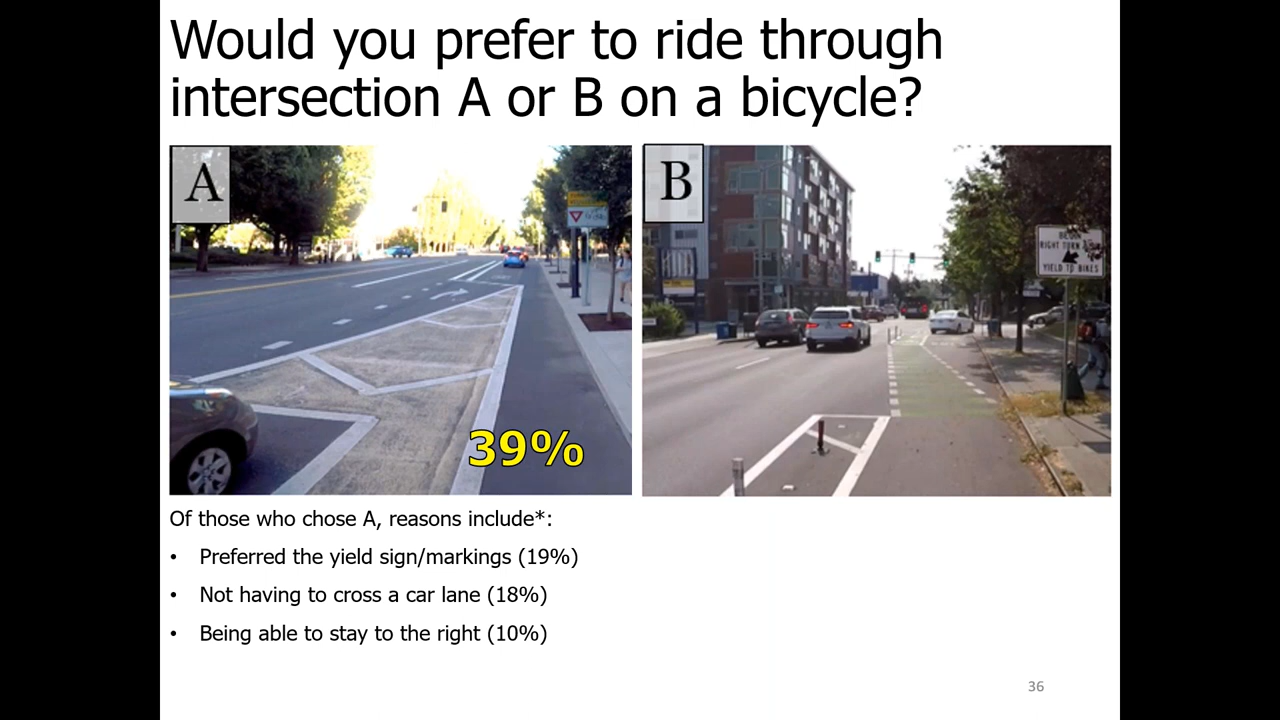 Would you prefer to ride through
intersection A or B on a bicycle?
A
B
BEGIN
RIGHT TURN
YIELD TO BIKES
39%
Of those who chose A, reasons include*:
• Preferred the yield sign/markings (19%)
• Not having to cross a car lane (18%)
• Being able to stay to the right (10%)
36